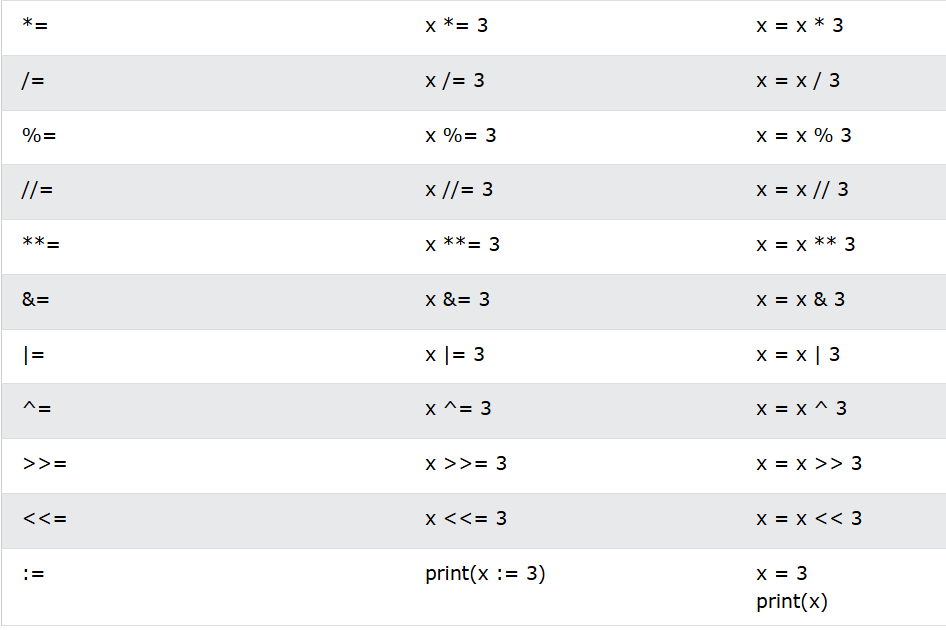 *= x *= 3 x = x * 3
/= x /= 3 x = x / 3
%= x %= 3 x = x % 3
//= x //= 3 x = x // 3
**= x **= 3 x = x ** 3
&= x &= 3 x = x & 3
|= x |= 3 x = x | 3
^= x ^= 3 x = x ^ 3
>>= x >>= 3 x = x >> 3
<<= x <<= 3 x = x << 3
:= print(x := 3) x = 3
print(x)